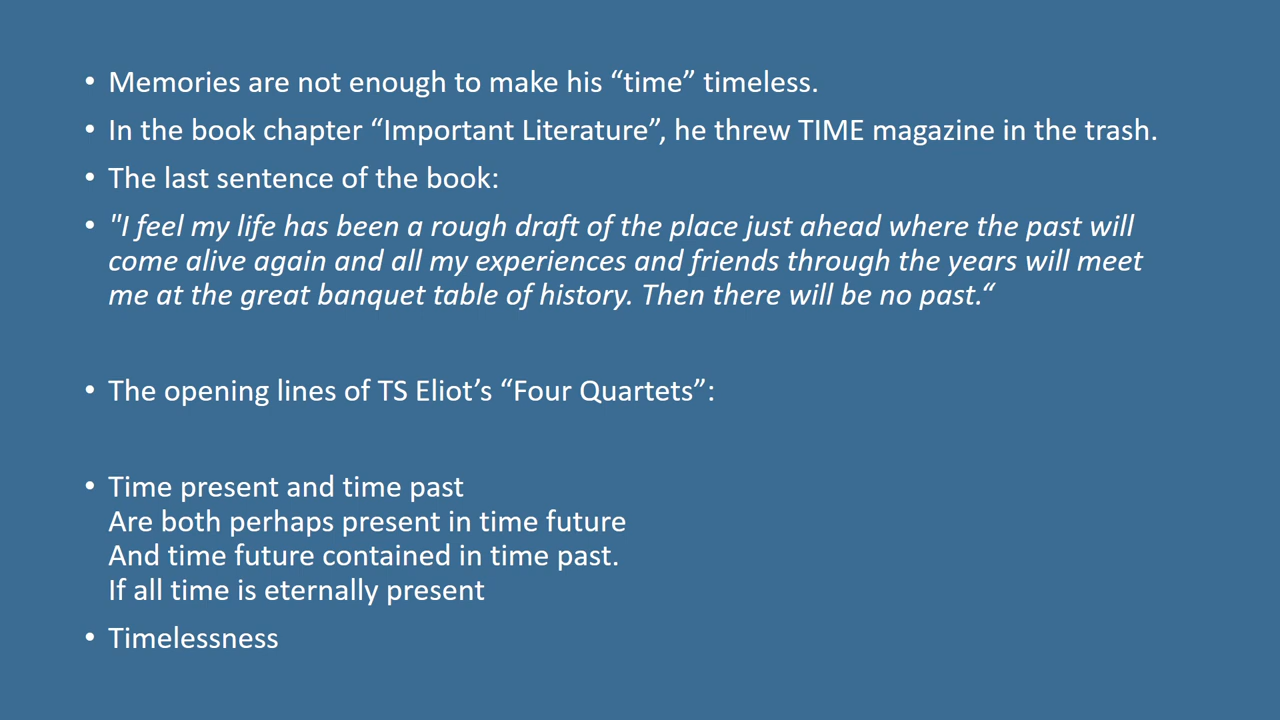 • Memories are not enough to make his “time” timeless.
• In the book chapter “Important Literature”, he threw TIME magazine in the trash.
• The last sentence of the book:
• "I feel my life has been a rough draft of the place just ahead where the past will
come alive again and all my experiences and friends through the years will meet
me at the great banquet table of history. Then there will be no past.“
• The opening lines of TS Eliot’s “Four Quartets”:
• Time present and time past
Are both perhaps present in time future
And time future contained in time past.
If all time is eternally present
• Timelessness